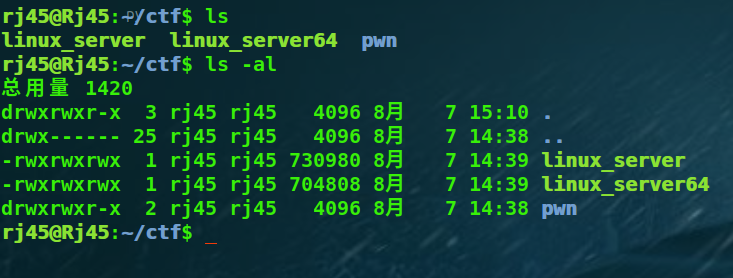 rj45@Rj45:~/ctf$ ls
linux_server  linux_server64  pwn
rj45@Rj45:~/ctf$ ls -al
总用量 1420
drwxrwxr-x  3 rj45 rj45   4096 8月   7 15:10 .
drwx------ 25 rj45 rj45   4096 8月   7 14:38 ..
-rwxrwxrwx  1 rj45 rj45 730980 8月   7 14:39 linux_server
-rwxrwxrwx  1 rj45 rj45 704808 8月   7 14:39 linux_server64
drwxrwxr-x  2 rj45 rj45   4096 8月   7 14:38 pwn
rj45@Rj45:~/ctf$ _